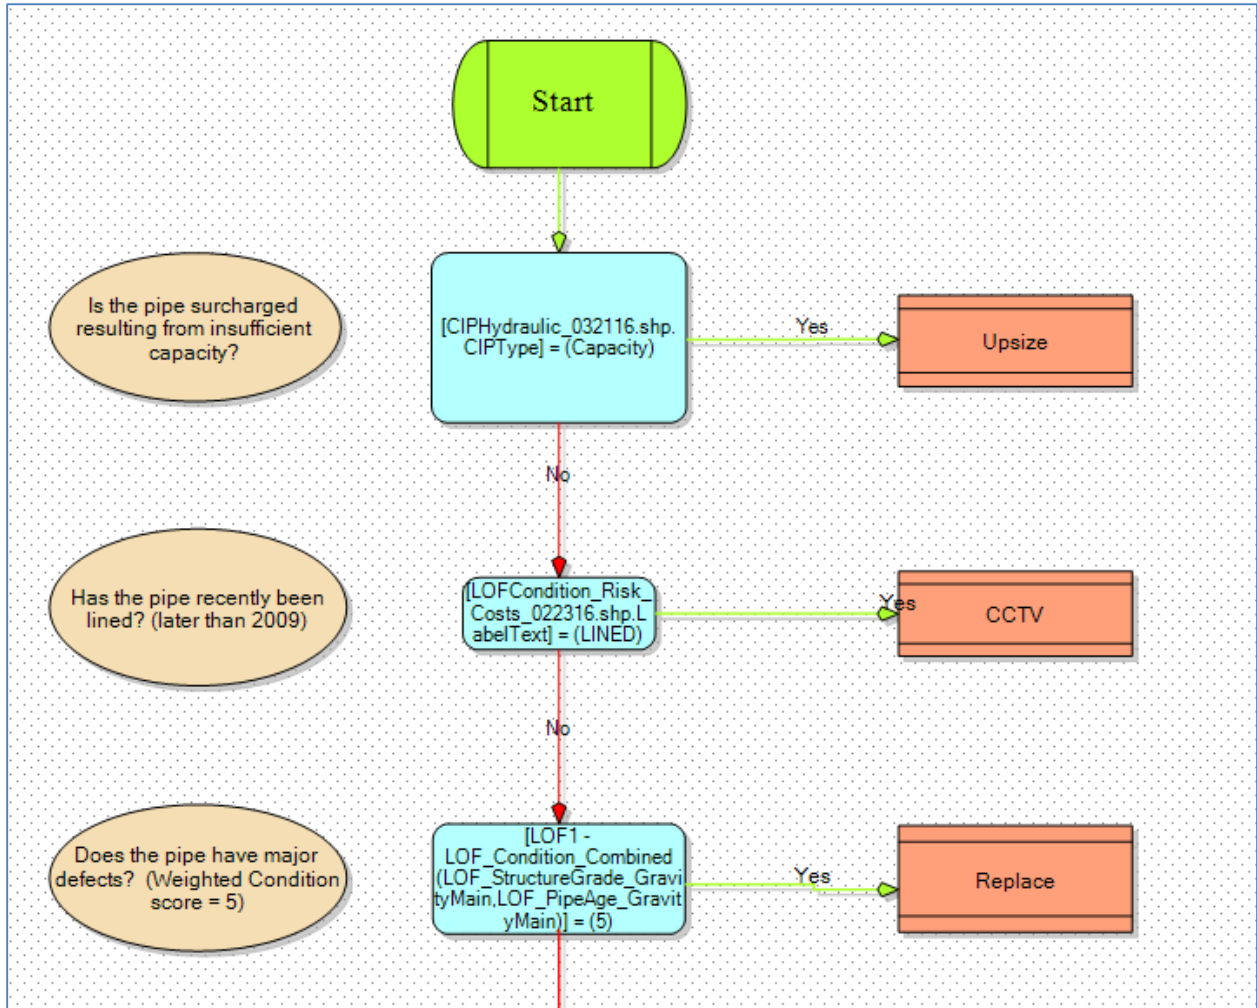 Start
Is the pipe surcharged
resulting from insufficient
capacity?
[CIPHydraulic_032116.shp.
CIPType] = (Capacity)
Yes
Upsize
No
Has the pipe recently been
lined? (later than 2009)
[LOFCondition_Risk_
Costs_022316.shp.L
abelText] = (LINED)
Yes
CCTV
No
Does the pipe have major
defects?  (Weighted Condition
score = 5)
[LOF1 -
LOF_Condition_Combined
(LOF_StructureGrade_Gravi
tyMain,LOF_PipeAge_Gravit
yMain)] = (5)
Yes
Replace